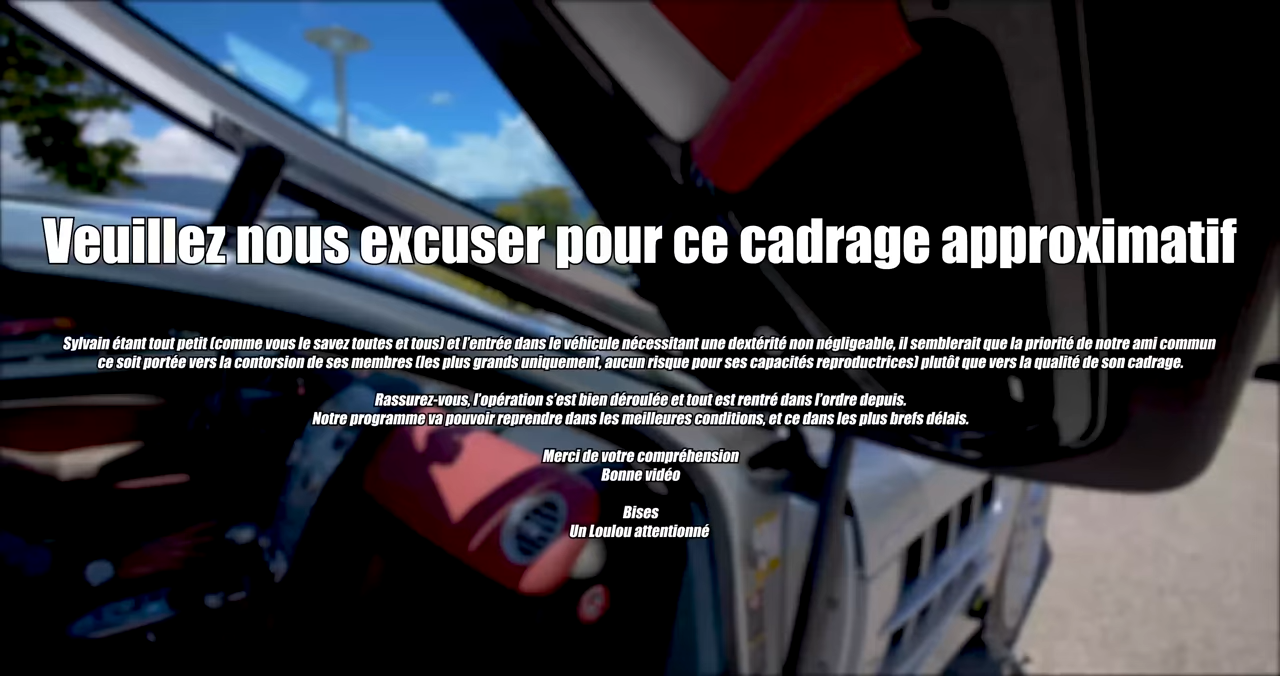 Veuillez nous excuser pour ce cadrage approximatif
Sylvain étant tout petit (comme vous le savez toutes et tous) et l'entrée dans le véhicule nécessitant une dextérité non négligeable, il semblerait que la priorité de notre ami commun
ce soit portée vers la contorsion de ses membres (les plus grands uniquement, aucun risque pour ses capacités reproductrices) plutôt que vers la qualité de son cadrage.
Rassurez-vous, l'opération s'est bien déroulée et tout est rentré dans l'ordre depuis.
Notre programme va pouvoir reprendre dans les meilleures conditions, et ce dans les plus brefs délais.
Merci de votre compréhension
Bonne vidéo
Bises
Un Loulou attentionné